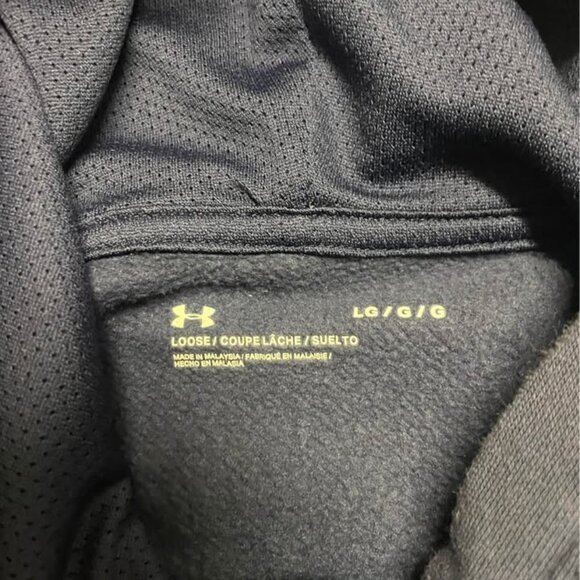 LG/G/G
LOOSE / COUPE LÂCHE / SUELTO
MADE IN MALAYSIA / FABRIQUÉ EN MALAISIE /
HECHO EN MALASIA